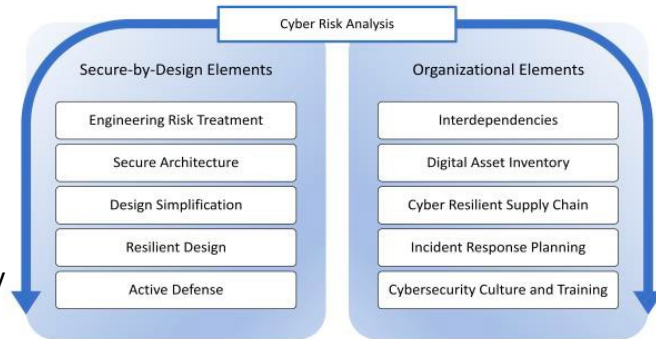 Cyber Risk Analysis
Secure-by-Design Elements
Engineering Risk Treatment
Secure Architecture
Design Simplification
Resilient Design
Active Defense
Organizational Elements
Interdependencies
Digital Asset Inventory
Cyber Resilient Supply Chain
Incident Response Planning
Cybersecurity Culture and Training